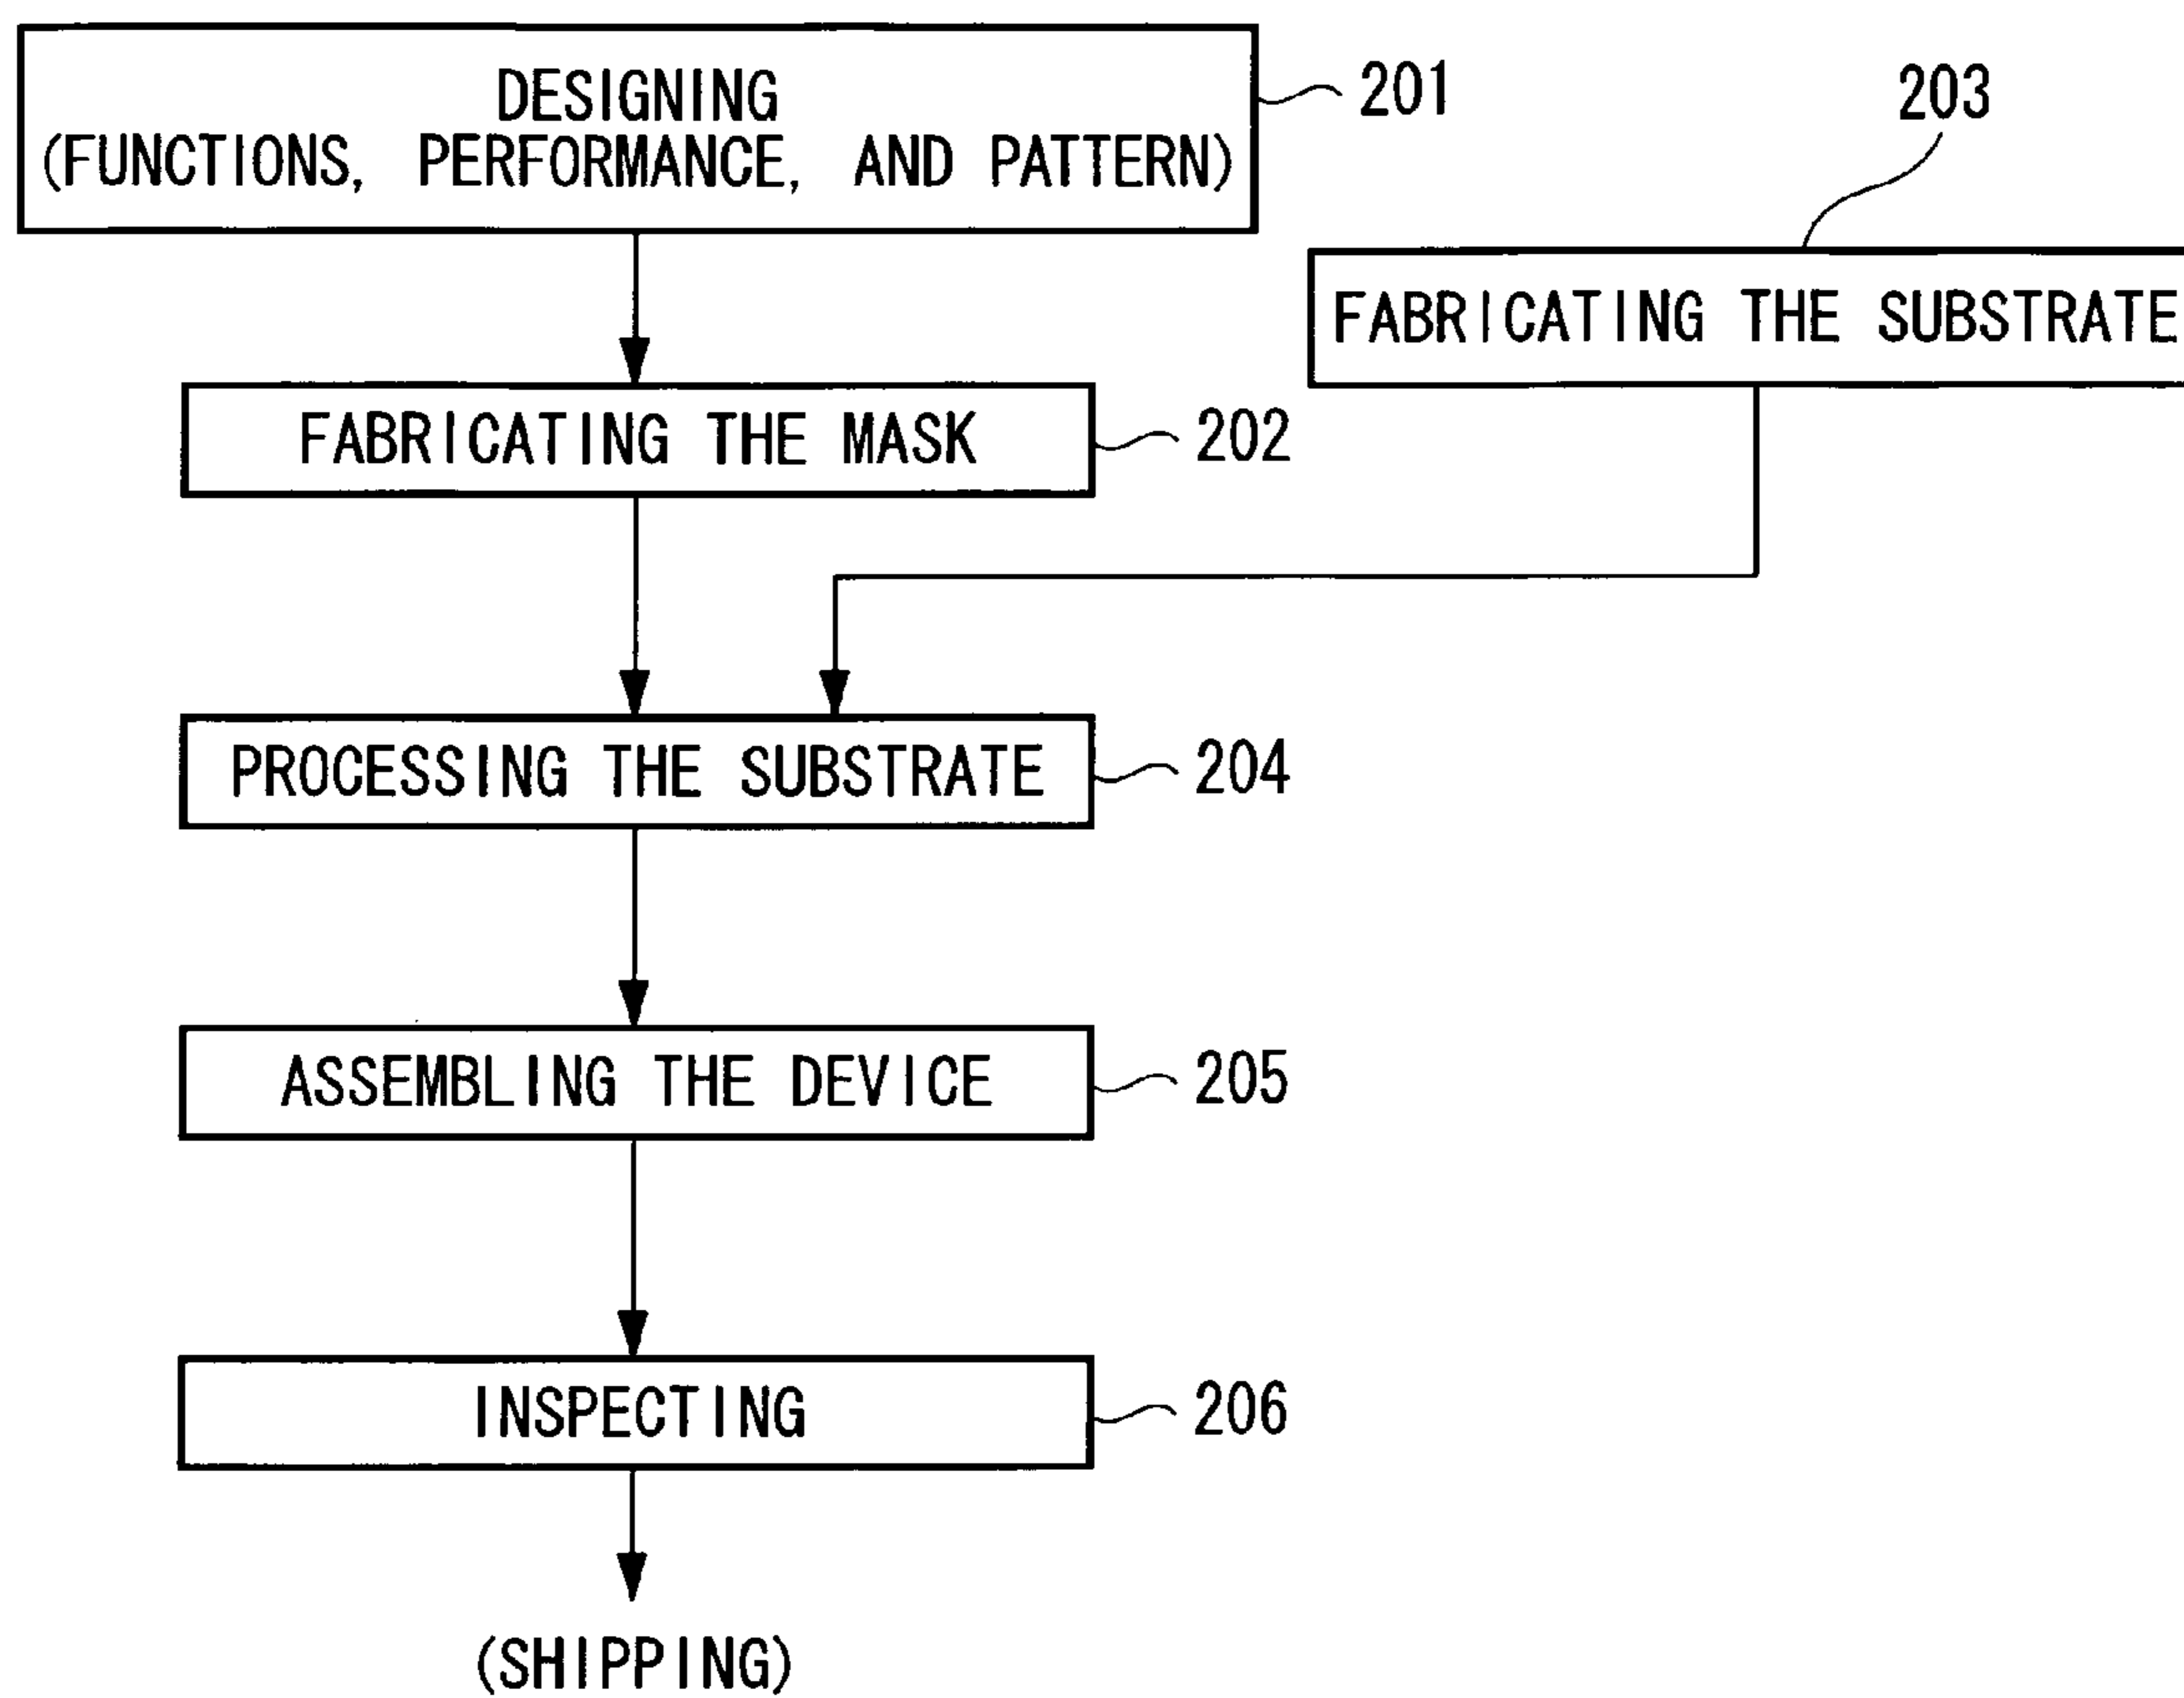 DESIGNING
(FUNCTIONS, PERFORMANCE, AND PATTERN)
201
203
FABRICATING THE SUBSTRATE
FABRICATING THE MASK
202
PROCESSING THE SUBSTRATE
204
ASSEMBLING THE DEVICE
205
INSPECTING
206
(SHIPPING)